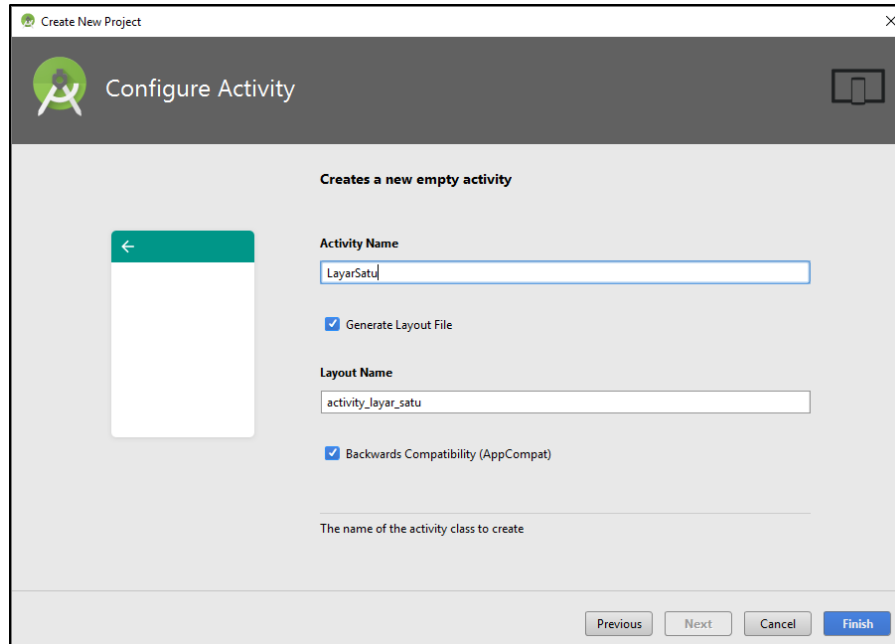 Create New Project
Configure Activity
Creates a new empty activity
Activity Name
LayarSatu
Generate Layout File
Layout Name
activity_layar_satu
Backwards Compatibility (AppCompat)
The name of the activity class to create
Previous
Next
Cancel
Finish